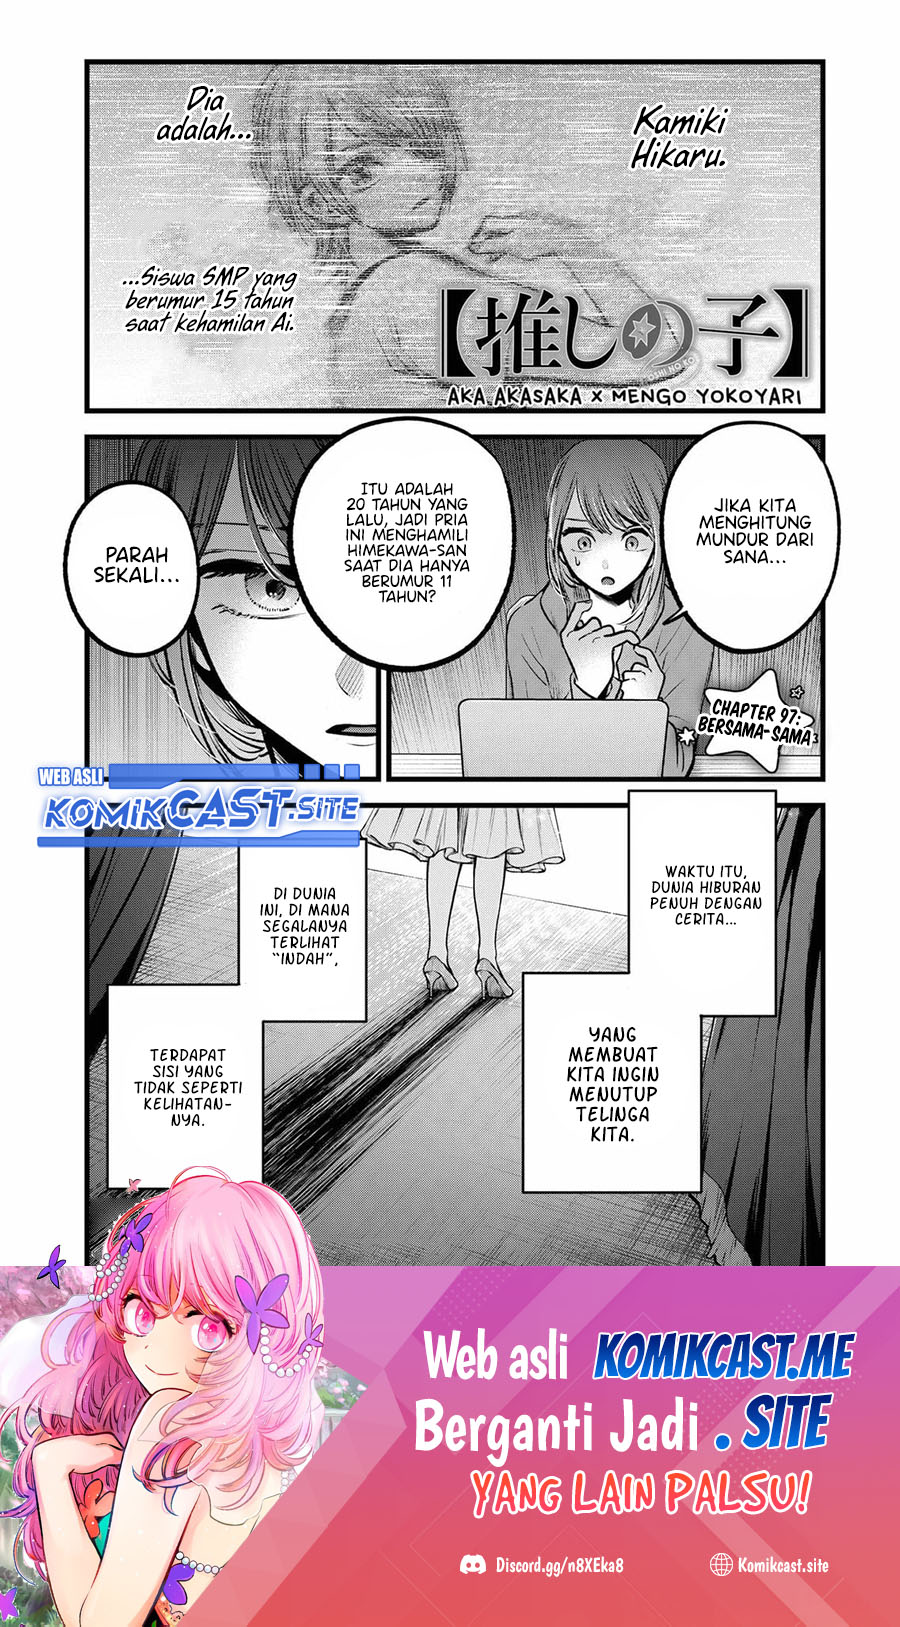 Kamiki
Hikaru.
Dia
adalah...
...Siswa SMP yang
berumur 15 tahun
saat kehamilan Ai.
【推しの子】
OSHI NO KO
AKA AKASAKA x MENGO YOKOYARI
JIKA KITA
MENGHITUNG
MUNDUR DARI
SANA...
ITU ADALAH
20 TAHUN YANG
LALU, JADI PRIA
INI MENGHAMILI
HIMEKAWA-SAN
SAAT DIA HANYA
BERUMUR 11
TAHUN?
CHAPTER 97:
BERSAMA-SAMA
PARAH
SEKALI...
WEB ASLI
KOMIKCAST.SITE
WAKTU ITU,
DUNIA HIBURAN
PENUH DENGAN
CERITA...
YANG
MEMBUAT
KITA INGIN
MENUTUP
TELINGA
KITA.
DI DUNIA
INI, DI MANA
SEGALANYA
TERLIHAT
"INDAH",
TERDAPAT
SISI YANG
TIDAK SEPERTI
KELIHATAN-
NYA.
Web asli KOMIKCAST.ME
Berganti Jadi .SITE
YANG LAIN PALSU!
Discord.gg/n8XEka8
Komikcast.site